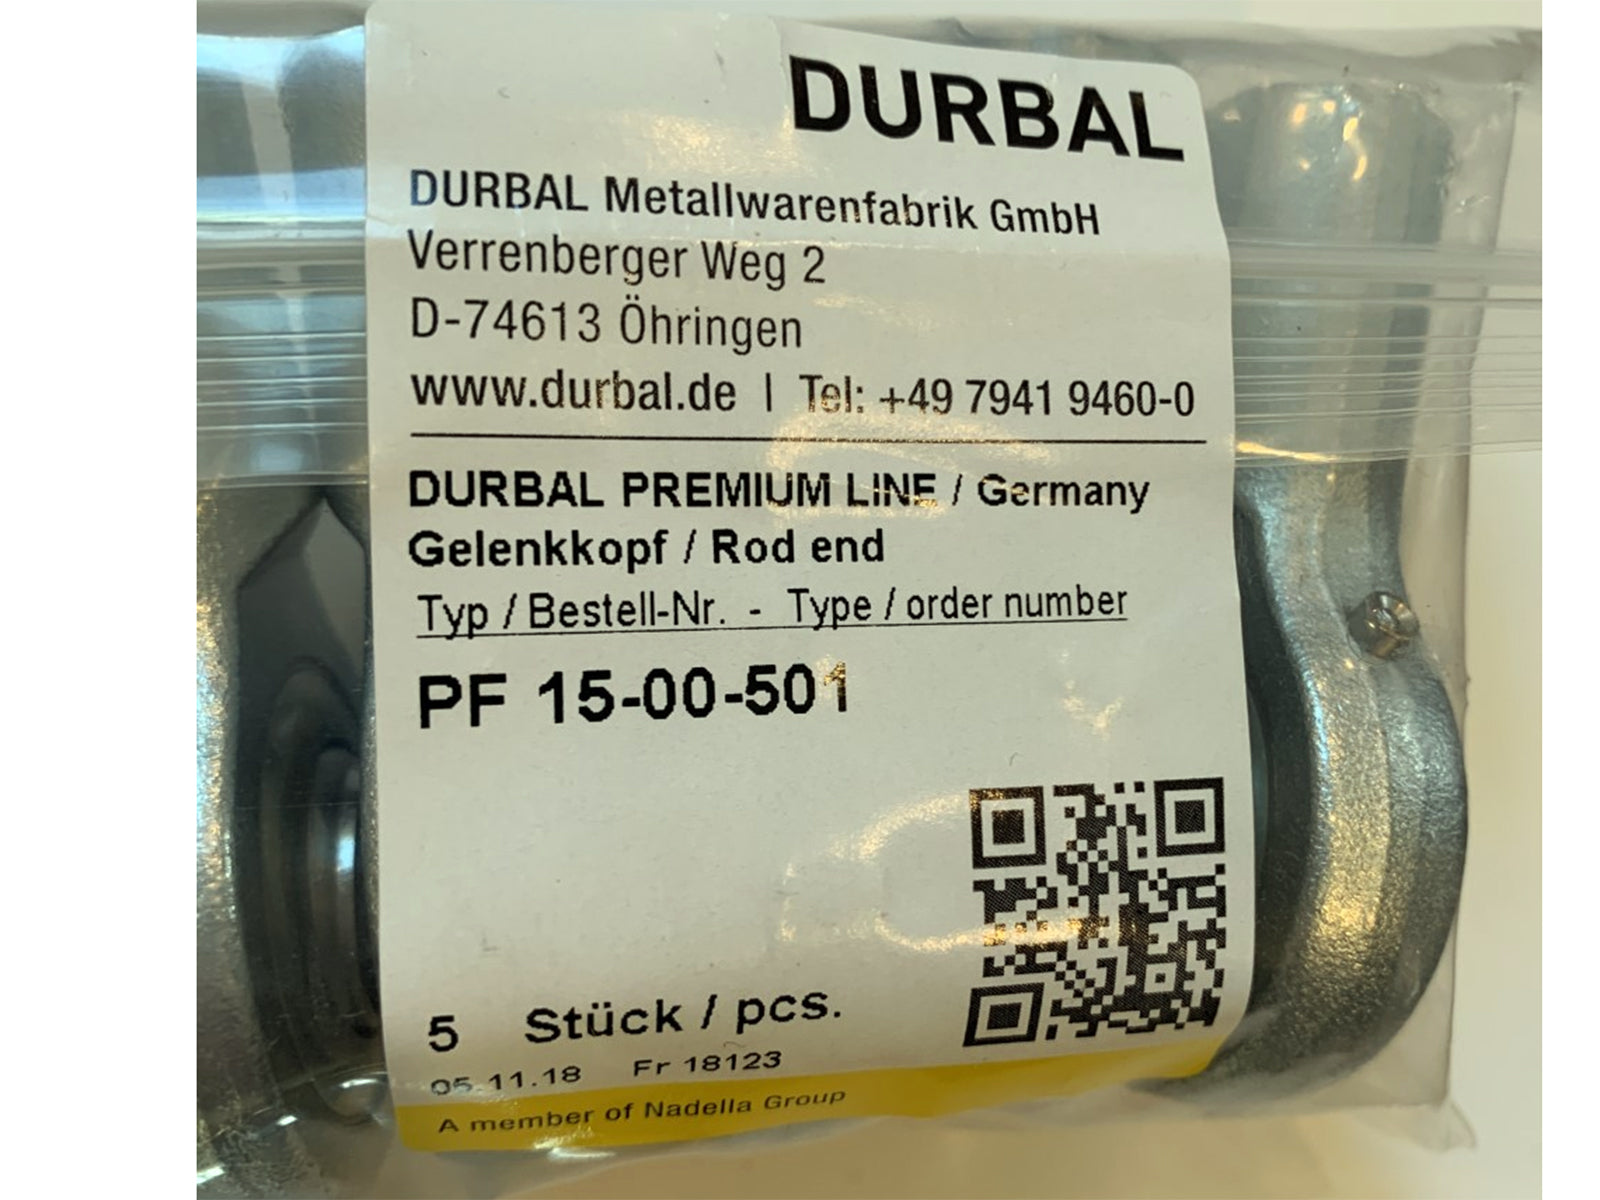 DURBAL
DURBAL Metallwarenfabrik GmbH
Verrenberger Weg 2
D-74613 Öhringen
www.durbal.de | Tel: +49 7941 9460-0
DURBAL PREMIUM LINE / Germany
Gelenkkopf / Rod end
Typ / Bestell-Nr. - Type / order number
PF 15-00-501
5 Stück / pcs.
05.11.18 Fr 18123
A member of Nadella Group